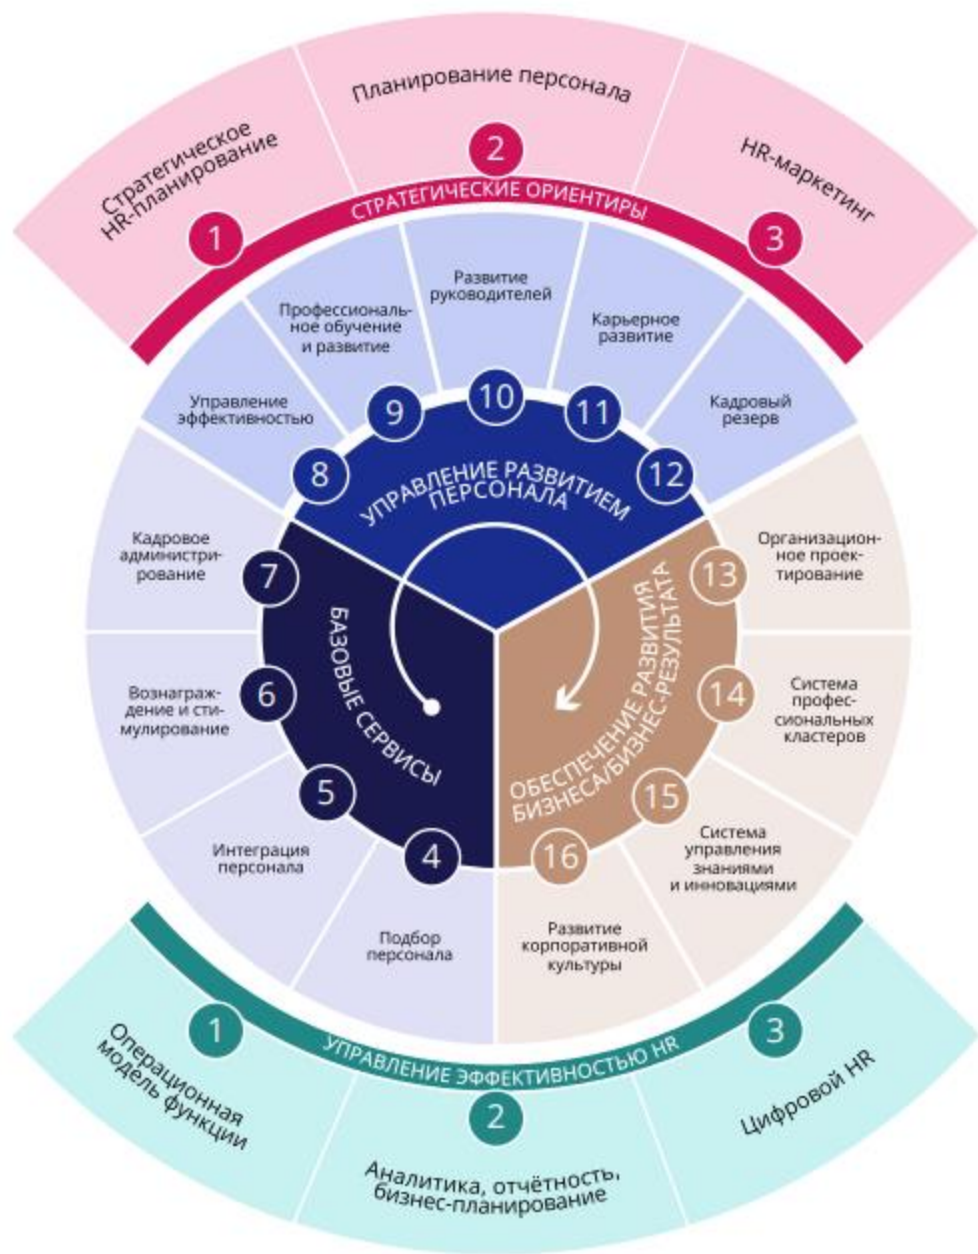 Стратегическое
HR-планирование
1
Планирование персонала
2
HR-маркетинг
3
СТРАТЕГИЧЕСКИЕ ОРИЕНТИРЫ
Управление
эффективностью
8
Профессиональ-
ное обучение
и развитие
9
Развитие
руководителей
10
Карьерное
развитие
11
Кадровый
резерв
12
УПРАВЛЕНИЕ РАЗВИТИЕМ
ПЕРСОНАЛА
Кадровое
администри-
рование
7
Вознаграж-
дение и сти-
мулирование
6
Интеграция
персонала
5
Подбор
персонала
4
БАЗОВЫЕ СЕРВИСЫ
Организацион-
ное проек-
тирование
13
Система
профес-
сиональных
кластеров
14
Система
управления
знаниями
и инновациями
15
Развитие
корпоративной
культуры
16
ОБЕСПЕЧЕНИЕ РАЗВИТИЯ
БИЗНЕСА/БИЗНЕС-РЕЗУЛЬТАТА
УПРАВЛЕНИЕ ЭФФЕКТИВНОСТЬЮ HR
1
Операционная
модель функции
2
Аналитика, отчётность,
бизнес-планирование
3
Цифровой HR